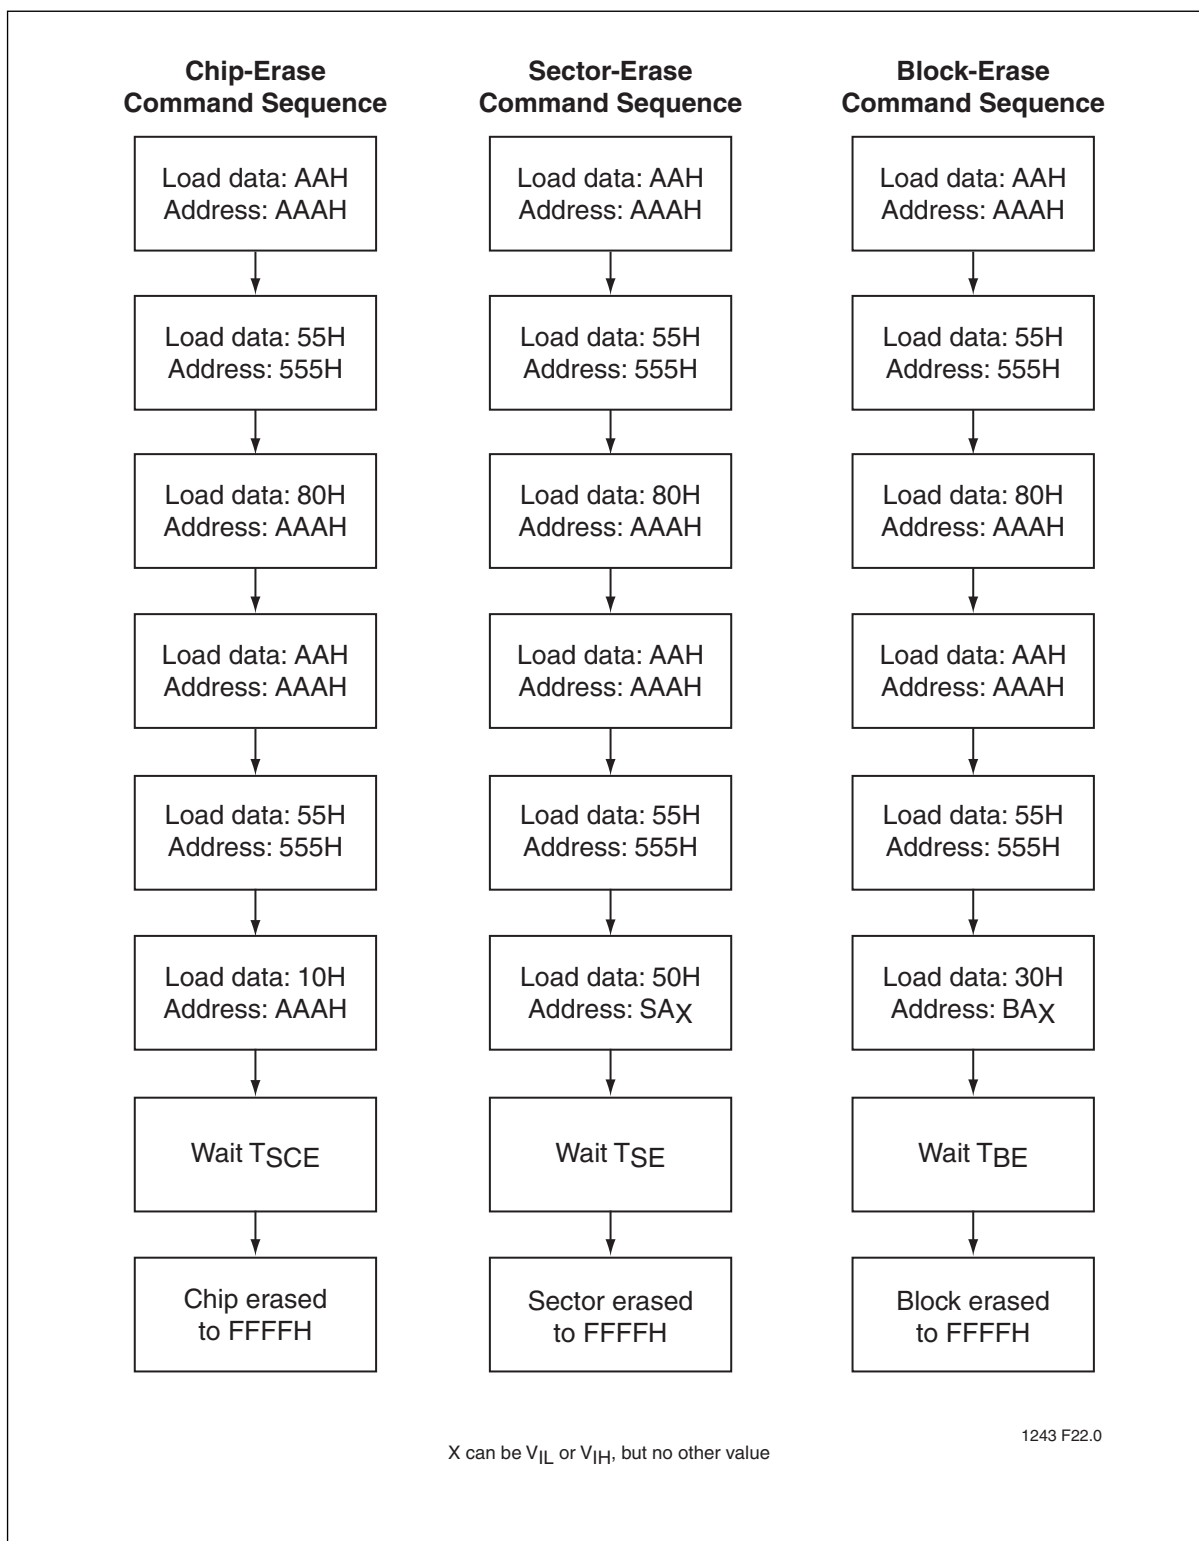 Chip-Erase
Command Sequence
Load data: AAH
Address: AAAH
Load data: 55H
Address: 555H
Load data: 80H
Address: AAAH
Load data: AAH
Address: AAAH
Load data: 55H
Address: 555H
Load data: 10H
Address: AAAH
Wait TSCE
Chip erased
to FFFFH
Sector-Erase
Command Sequence
Load data: AAH
Address: AAAH
Load data: 55H
Address: 555H
Load data: 80H
Address: AAAH
Load data: AAH
Address: AAAH
Load data: 55H
Address: 555H
Load data: 50H
Address: SAX
Wait TSE
Sector erased
to FFFFH
Block-Erase
Command Sequence
Load data: AAH
Address: AAAH
Load data: 55H
Address: 555H
Load data: 80H
Address: AAAH
Load data: AAH
Address: AAAH
Load data: 55H
Address: 555H
Load data: 30H
Address: BAX
Wait TBE
Block erased
to FFFFH
1243 F22.0
X can be VIL or VIH, but no other value